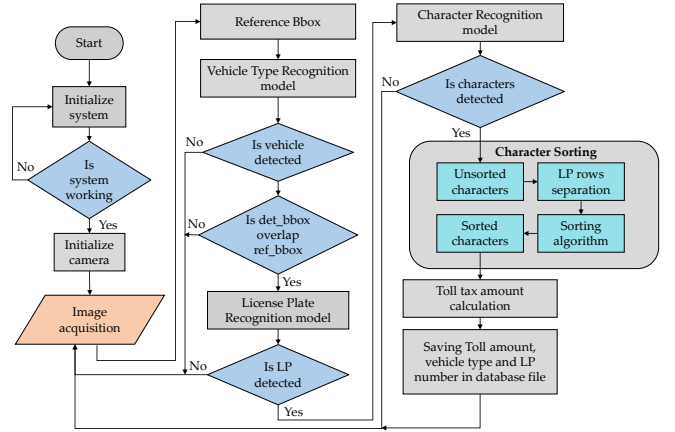 Start
Initialize
system
No
Is
system
working
Yes
Initialize
camera
Image
acquisition
Reference Bbox
Vehicle Type Recognition
model
No
Is vehicle
detected
No
Is det_bbox
overlap
ref_bbox
Yes
License Plate
Recognition model
No
Is LP
detected
Yes
Character Recognition
model
No
Is characters
detected
Yes
Character Sorting
Unsorted
characters
LP rows
separation
Sorted
characters
Sorting
algorithm
Toll tax amount
calculation
Saving Toll amount,
vehicle type and LP
number in database file